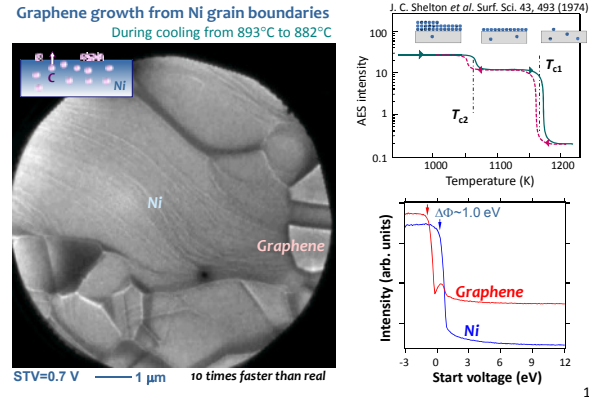 Graphene growth from Ni grain boundaries
During cooling from 893°C to 882°C
C
Ni
Ni
Graphene
STV=0.7 V
1 µm
10 times faster than real
J. C. Shelton et al. Surf. Sci. 43, 493 (1974)
AES intensity
100
10
1
0.1
Tc1
Tc2
1000
1100
1200
Temperature (K)
Intensity (arb. units)
ΔΦ~1.0 eV
Graphene
Ni
-3
0
3
6
9
12
Start voltage (eV)
1